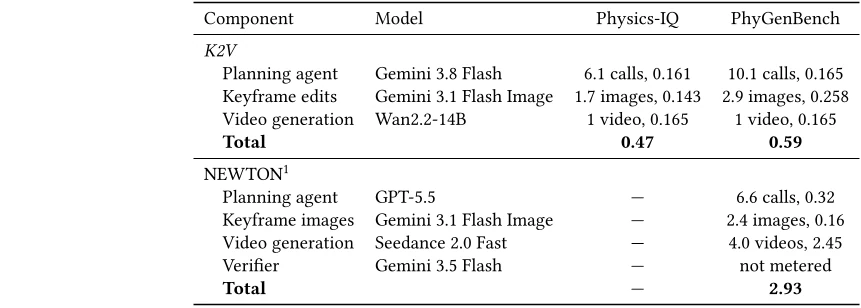 Component Model Physics-IQ PhyGenBench
K2V
Planning agent Gemini 3.8 Flash 6.1 calls, 0.161 10.1 calls, 0.165
Keyframe edits Gemini 3.1 Flash Image 1.7 images, 0.143 2.9 images, 0.258
Video generation Wan2.2-14B 1 video, 0.165 1 video, 0.165
Total 0.47 0.59
NEWTON¹
Planning agent GPT-5.5 — 6.6 calls, 0.32
Keyframe images Gemini 3.1 Flash Image — 2.4 images, 0.16
Video generation Seedance 2.0 Fast — 4.0 videos, 2.45
Verifier Gemini 3.5 Flash — not metered
Total — 2.93